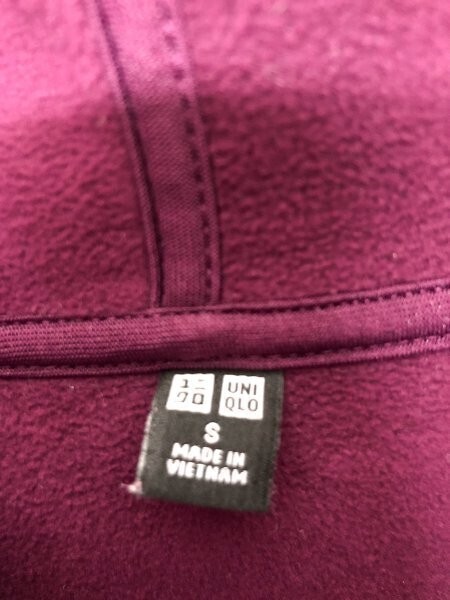 ユニ UNI
クロ QLO
S
MADE IN
VIETNAM